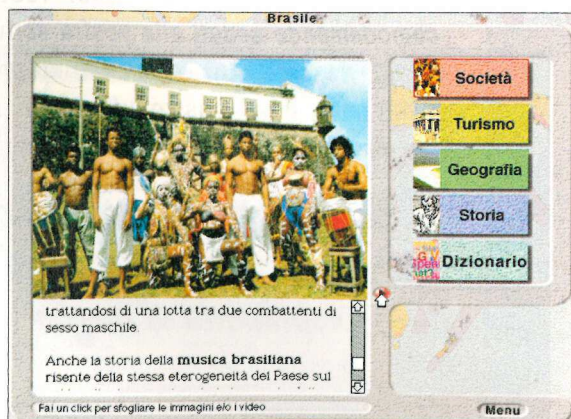 Brasile
trattandosi di una lotta tra due combattenti di
sesso maschile.
Anche la storia della musica brasiliana
risente della stessa eterogeneità del Paese sul
Fai un click per sfogliare le immagini e/o i video
Società
Turismo
Geografia
Storia
Dizionario
Menu